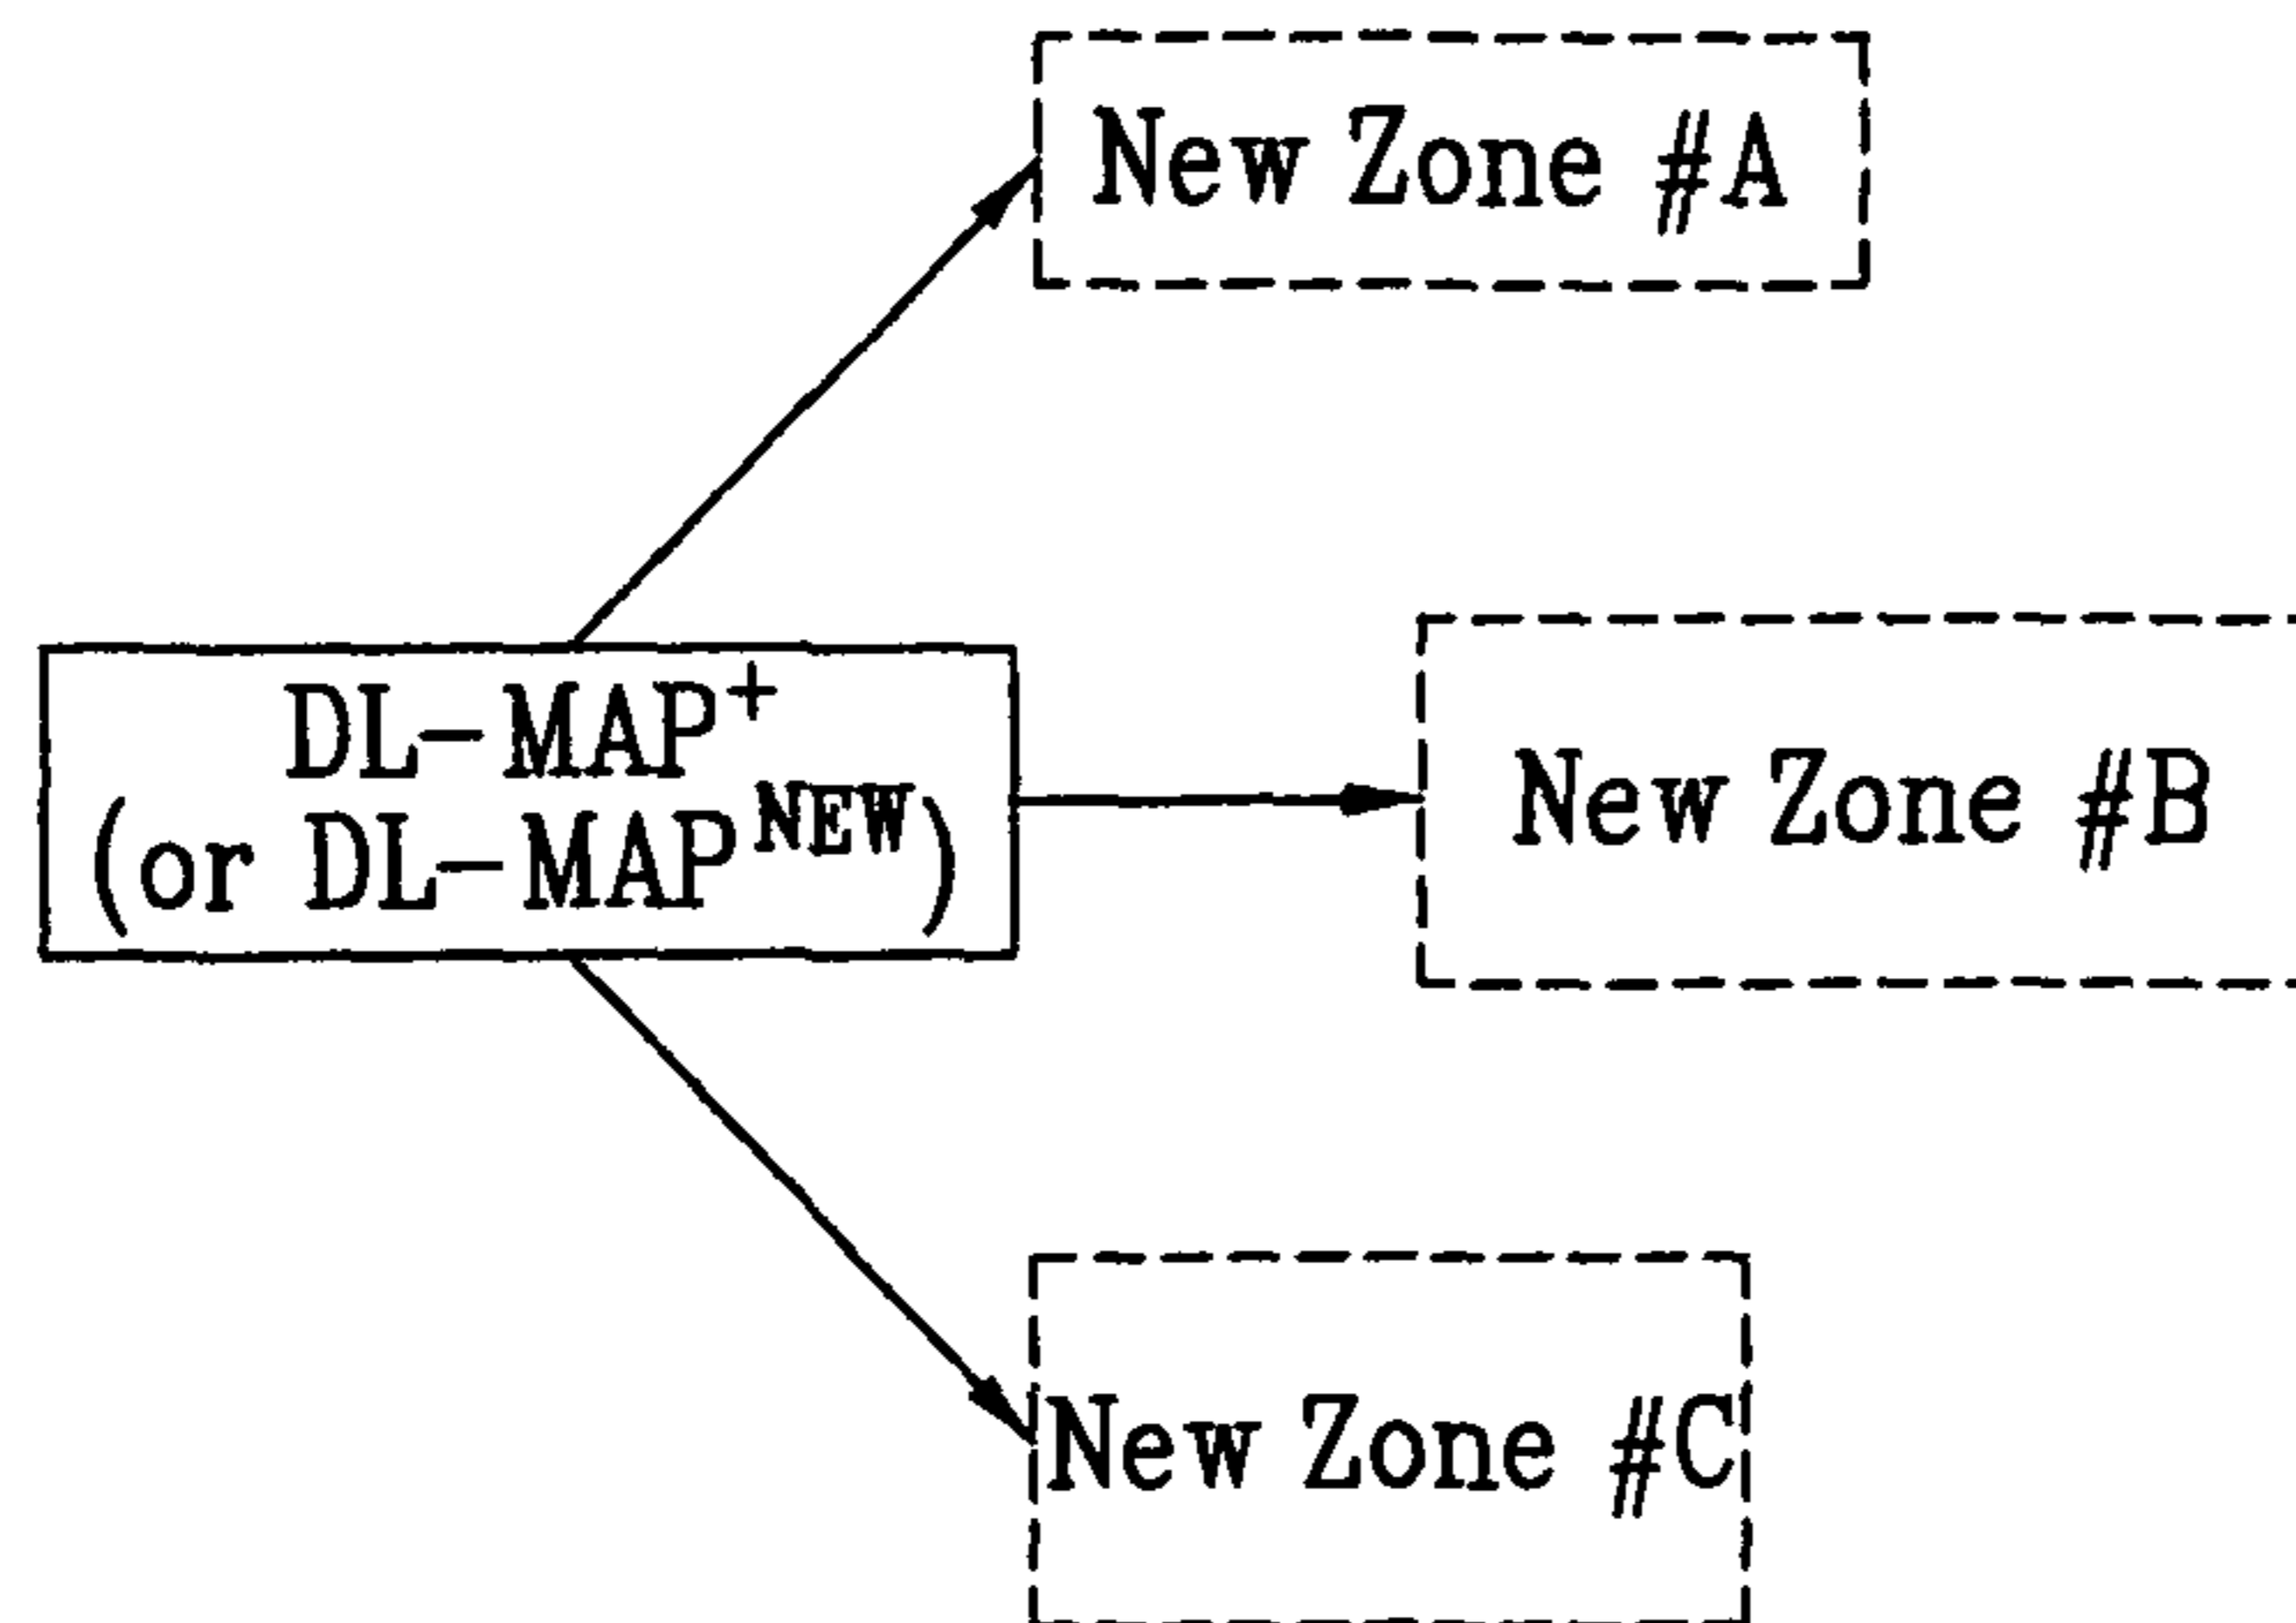 New Zone #A
DL-MAP⁺
(or DL-MAPᴺᴱᵂ)
New Zone #B
New Zone #C